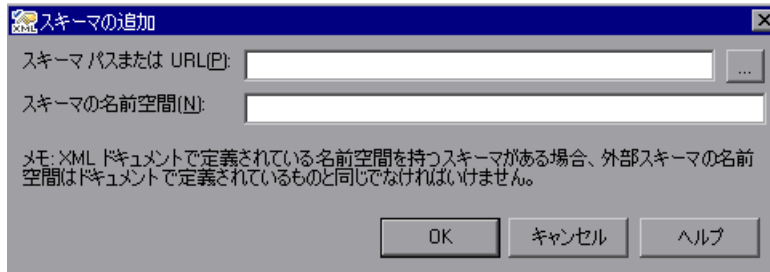 XML スキーマの追加
スキーマ パスまたは URL(P):
...
スキーマの名前空間(N):
メモ: XML ドキュメントで定義されている名前空間を持つスキーマがある場合、外部スキーマの名前
空間はドキュメントで定義されているものと同じでなければいけません。
OK キャンセル ヘルプ